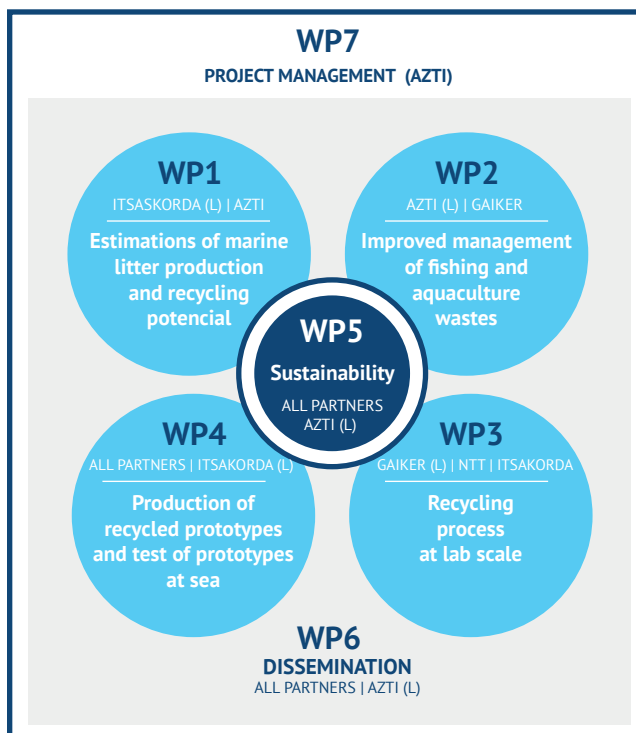 WP7
PROJECT MANAGEMENT (AZTI)
WP1
ITSASKORDA (L) | AZTI
Estimations of marine
litter production
and recycling
potencial
WP2
AZTI (L) | GAIKER
Improved management
of fishing and
aquaculture
wastes
WP5
Sustainability
ALL PARTNERS
AZTI (L)
WP4
ALL PARTNERS | ITSAKORDA (L)
Production of
recycled prototypes
and test of prototypes
at sea
WP3
GAIKER (L) | NTT | ITSAKORDA
Recycling
process
at lab scale
WP6
DISSEMINATION
ALL PARTNERS | AZTI (L)